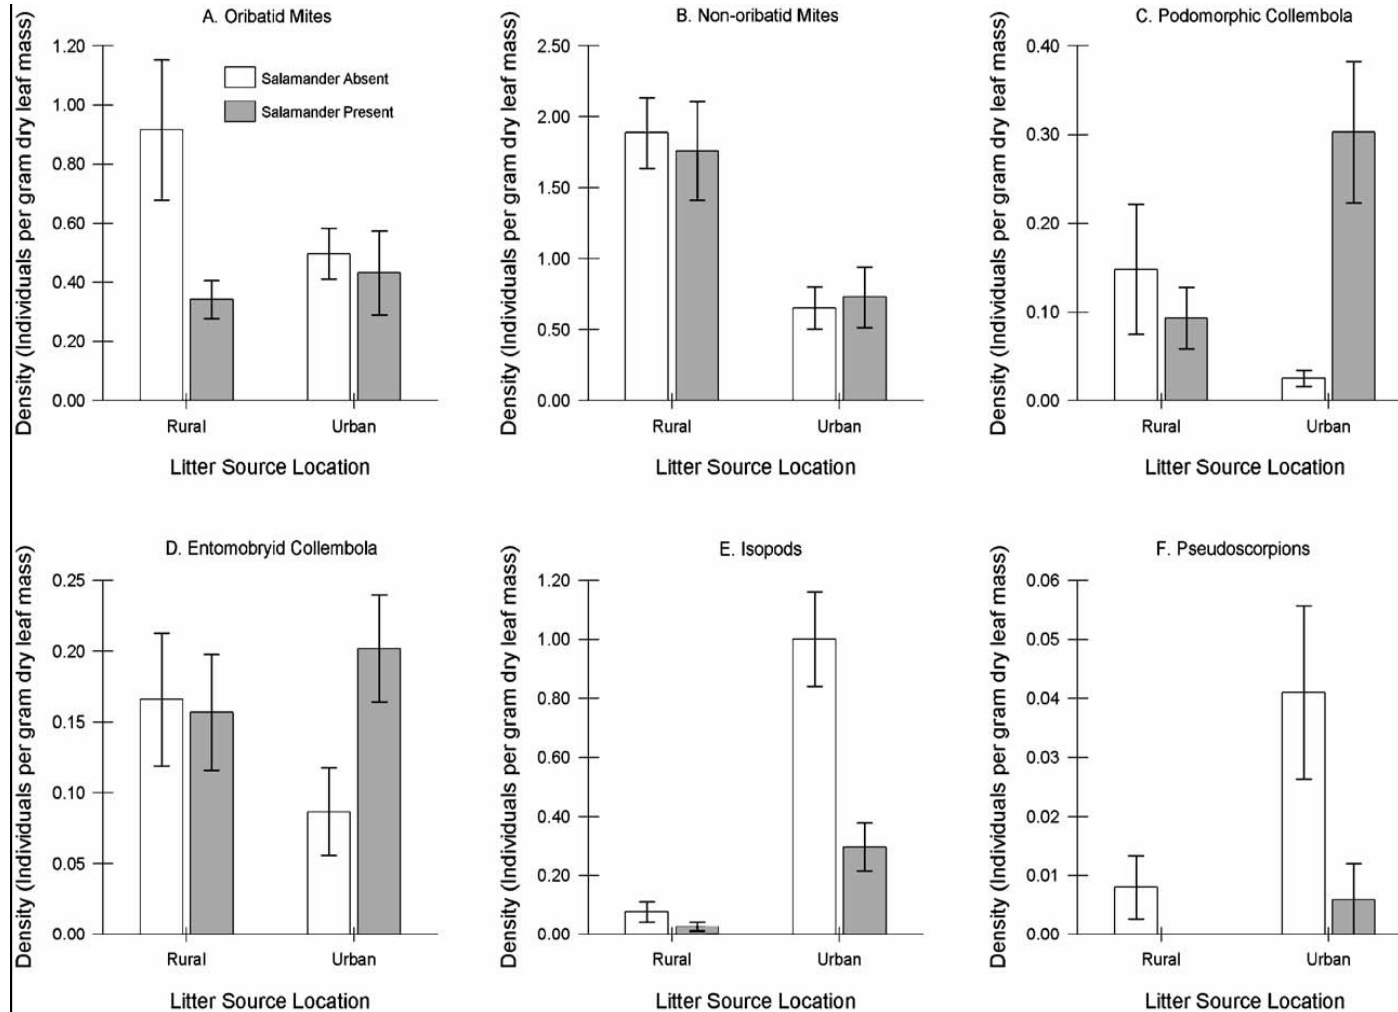 A. Oribatid Mites
Density (Individuals per gram dry leaf mass)
1.20
1.00
0.80
0.60
0.40
0.20
0.00
Salamander Absent
Salamander Present
Rural
Urban
Litter Source Location
B. Non-oribatid Mites
Density (Individuals per gram dry leaf mass)
2.50
2.00
1.50
1.00
0.50
0.00
Rural
Urban
Litter Source Location
C. Podomorphic Collembola
Density (Individuals per gram dry leaf mass)
0.40
0.30
0.20
0.10
0.00
Rural
Urban
Litter Source Location
D. Entomobryid Collembola
Density (Individuals per gram dry leaf mass)
0.25
0.20
0.15
0.10
0.05
0.00
Rural
Urban
Litter Source Location
E. Isopods
Density (Individuals per gram dry leaf mass)
1.20
1.00
0.80
0.60
0.40
0.20
0.00
Rural
Urban
Litter Source Location
F. Pseudoscorpions
Density (Individuals per gram dry leaf mass)
0.06
0.05
0.04
0.03
0.02
0.01
0.00
Rural
Urban
Litter Source Location